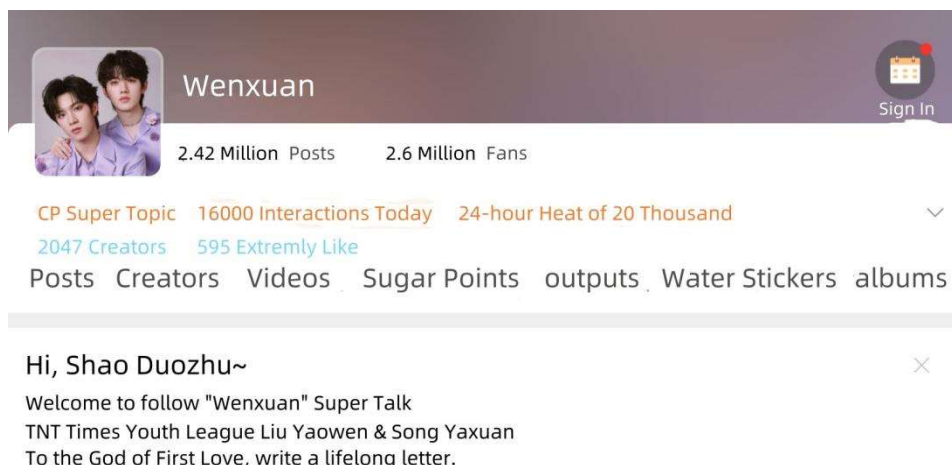 Wenxuan
Sign In
2.42 Million Posts 2.6 Million Fans
CP Super Topic 16000 Interactions Today 24-hour Heat of 20 Thousand
2047 Creators 595 Extremly Like
Posts Creators Videos Sugar Points outputs Water Stickers albums
Hi, Shao Duozhu~
Welcome to follow "Wenxuan" Super Talk
TNT Times Youth League Liu Yaowen & Song Yaxuan
To the God of First Love, write a lifelong letter.